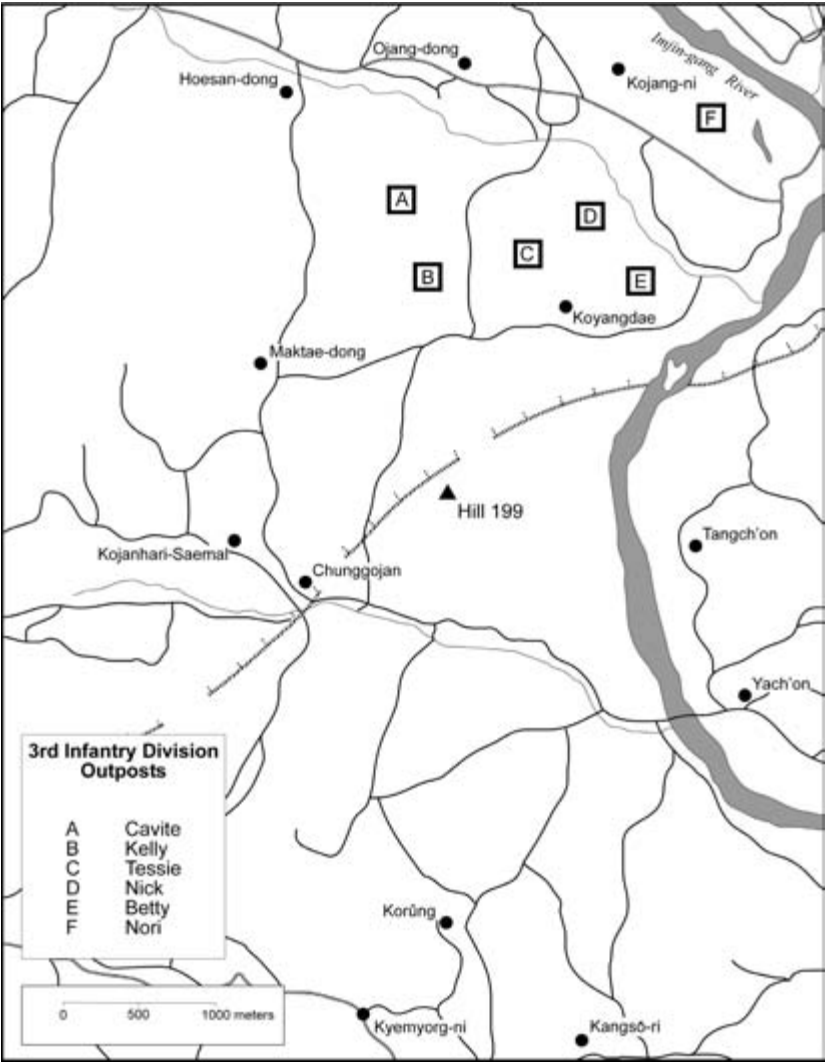 Ojang-dong
Imjin-gang River
Hoesan-dong
Kojang-ni
F
A
D
C
B
E
Koyangdae
Maktae-dong
Hill 199
Tangch'on
Kojanhari-Saemal
Chunggojan
Yach'on
3rd Infantry Division
Outposts
A Cavite
B Kelly
C Tessie
D Nick
E Betty
F Nori
Korŭng
0 500 1000 meters
Kyemyorg-ni
Kangsŏ-ri